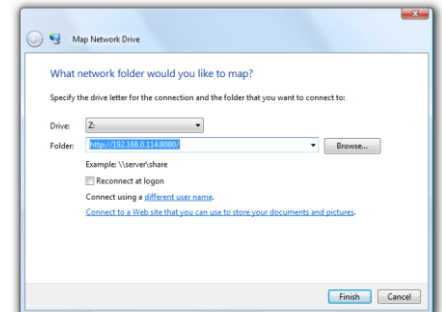 Map Network Drive
What network folder would you like to map?
Specify the drive letter for the connection and the folder that you want to connect to:
Drive: Z:
Folder: http://192.168.0.114:8080/ Browse...
Example: \\server\share
Reconnect at logon
Connect using a different user name.
Connect to a Web site that you can use to store your documents and pictures.
Finish Cancel